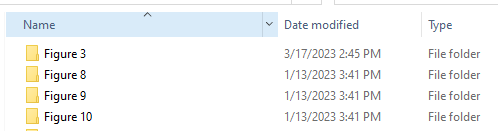 Name Date modified Type
Figure 3 3/17/2023 2:45 PM File folder
Figure 8 1/13/2023 3:41 PM File folder
Figure 9 1/13/2023 3:41 PM File folder
Figure 10 1/13/2023 3:41 PM File folder